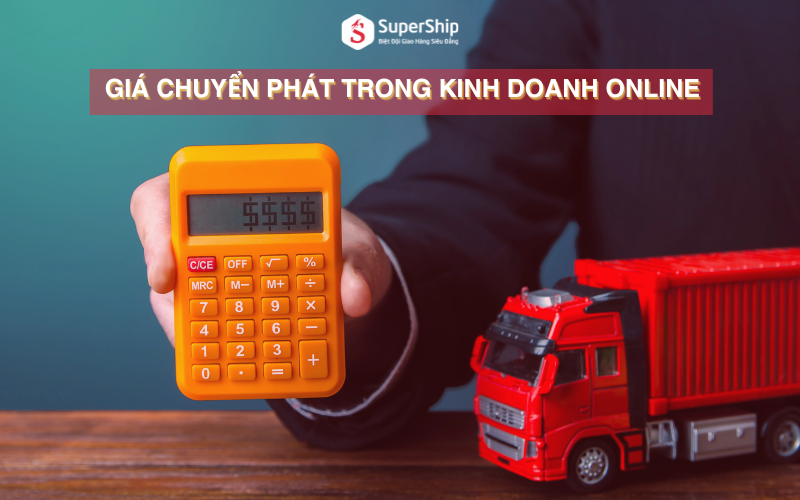 SuperShip
Biệt Đội Giao Hàng Siêu Đẳng
GIÁ CHUYỂN PHÁT TRONG KINH DOANH ONLINE
$$$$
C/CE OFF √ %
MRC M− M+ ÷
7 8 9 ×
4 5 6 −
1 2 3 +
0 · =